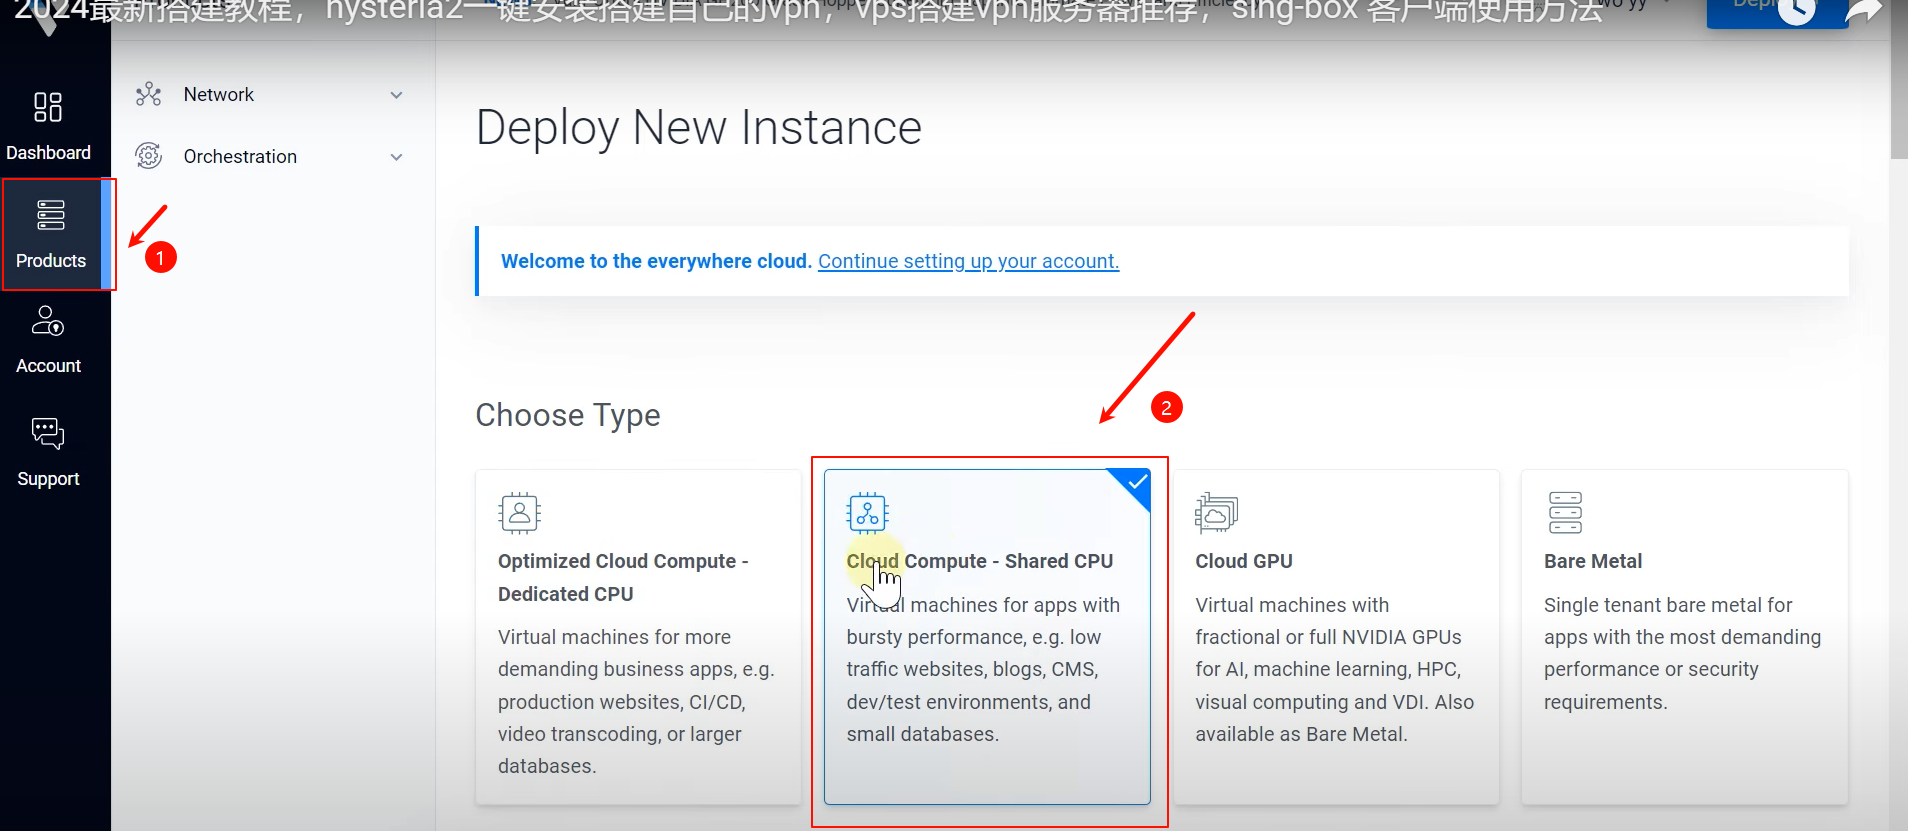 2024最新搭建教程，hysteria2一键安装搭建自己的vpn，vps搭建vpn服务器推荐，sing-box 客户端使用方法
Dashboard
Products
Account
Support
Network
Orchestration
1
Deploy New Instance
Welcome to the everywhere cloud. Continue setting up your account.
2
Choose Type
Optimized Cloud Compute -
Dedicated CPU
Virtual machines for more
demanding business apps, e.g.
production websites, CI/CD,
video transcoding, or larger
databases.
Cloud Compute - Shared CPU
Virtual machines for apps with
bursty performance, e.g. low
traffic websites, blogs, CMS,
dev/test environments, and
small databases.
Cloud GPU
Virtual machines with
fractional or full NVIDIA GPUs
for AI, machine learning, HPC,
visual computing and VDI. Also
available as Bare Metal.
Bare Metal
Single tenant bare metal for
apps with the most demanding
performance or security
requirements.